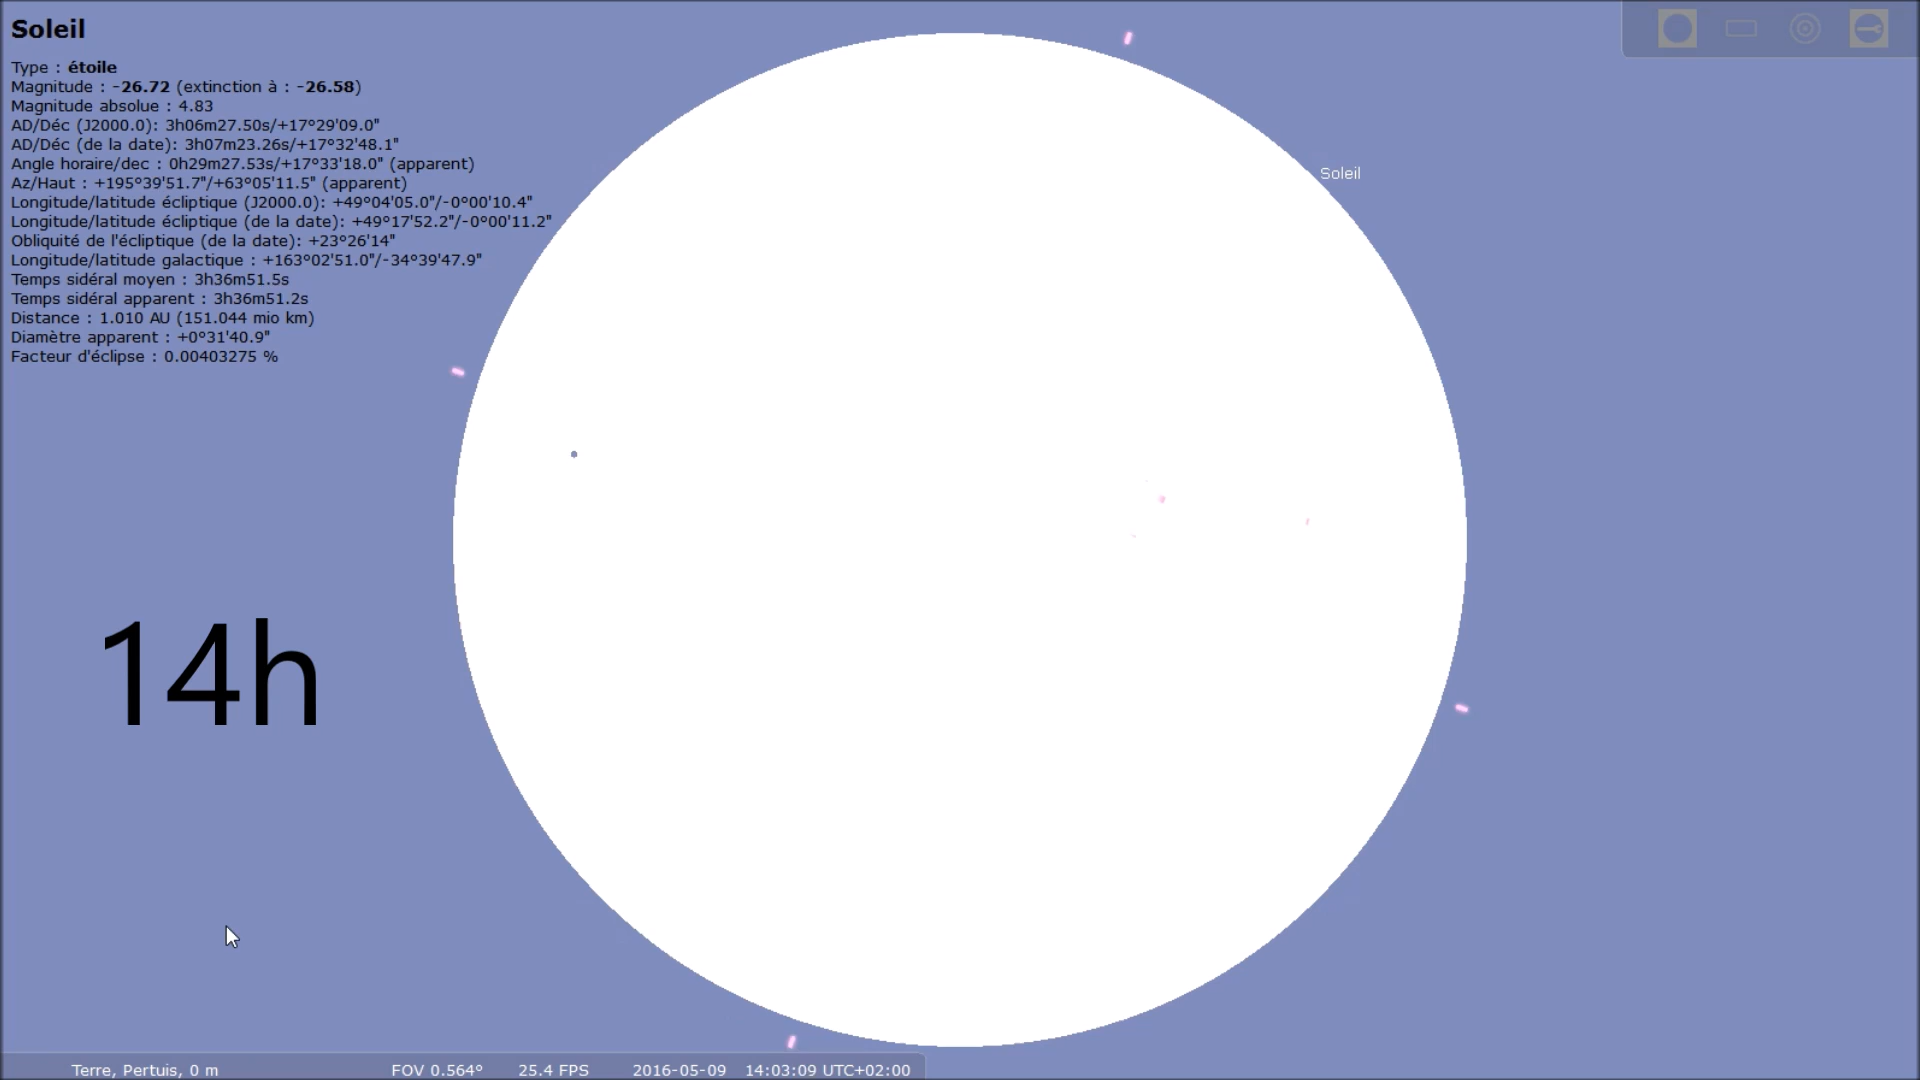 Soleil
Type : étoile
Magnitude : -26.72 (extinction à : -26.58)
Magnitude absolue : 4.83
AD/Déc (J2000.0): 3h06m27.50s/+17°29'09.0"
AD/Déc (de la date): 3h07m23.26s/+17°32'48.1"
Angle horaire/dec : 0h29m27.53s/+17°33'18.0" (apparent)
Az/Haut : +195°39'51.7"/+63°05'11.5" (apparent)
Longitude/latitude écliptique (J2000.0): +49°04'05.0"/-0°00'10.4"
Longitude/latitude écliptique (de la date): +49°17'52.2"/-0°00'11.2"
Obliquité de l'écliptique (de la date): +23°26'14"
Longitude/latitude galactique : +163°02'51.0"/-34°39'47.9"
Temps sidéral moyen : 3h36m51.5s
Temps sidéral apparent : 3h36m51.2s
Distance : 1.010 AU (151.044 mio km)
Diamètre apparent : +0°31'40.9"
Facteur d'éclipse : 0.00403275 %
Soleil
14h
Terre, Pertuis, 0 m FOV 0.564° 25.4 FPS 2016-05-09 14:03:09 UTC+02:00